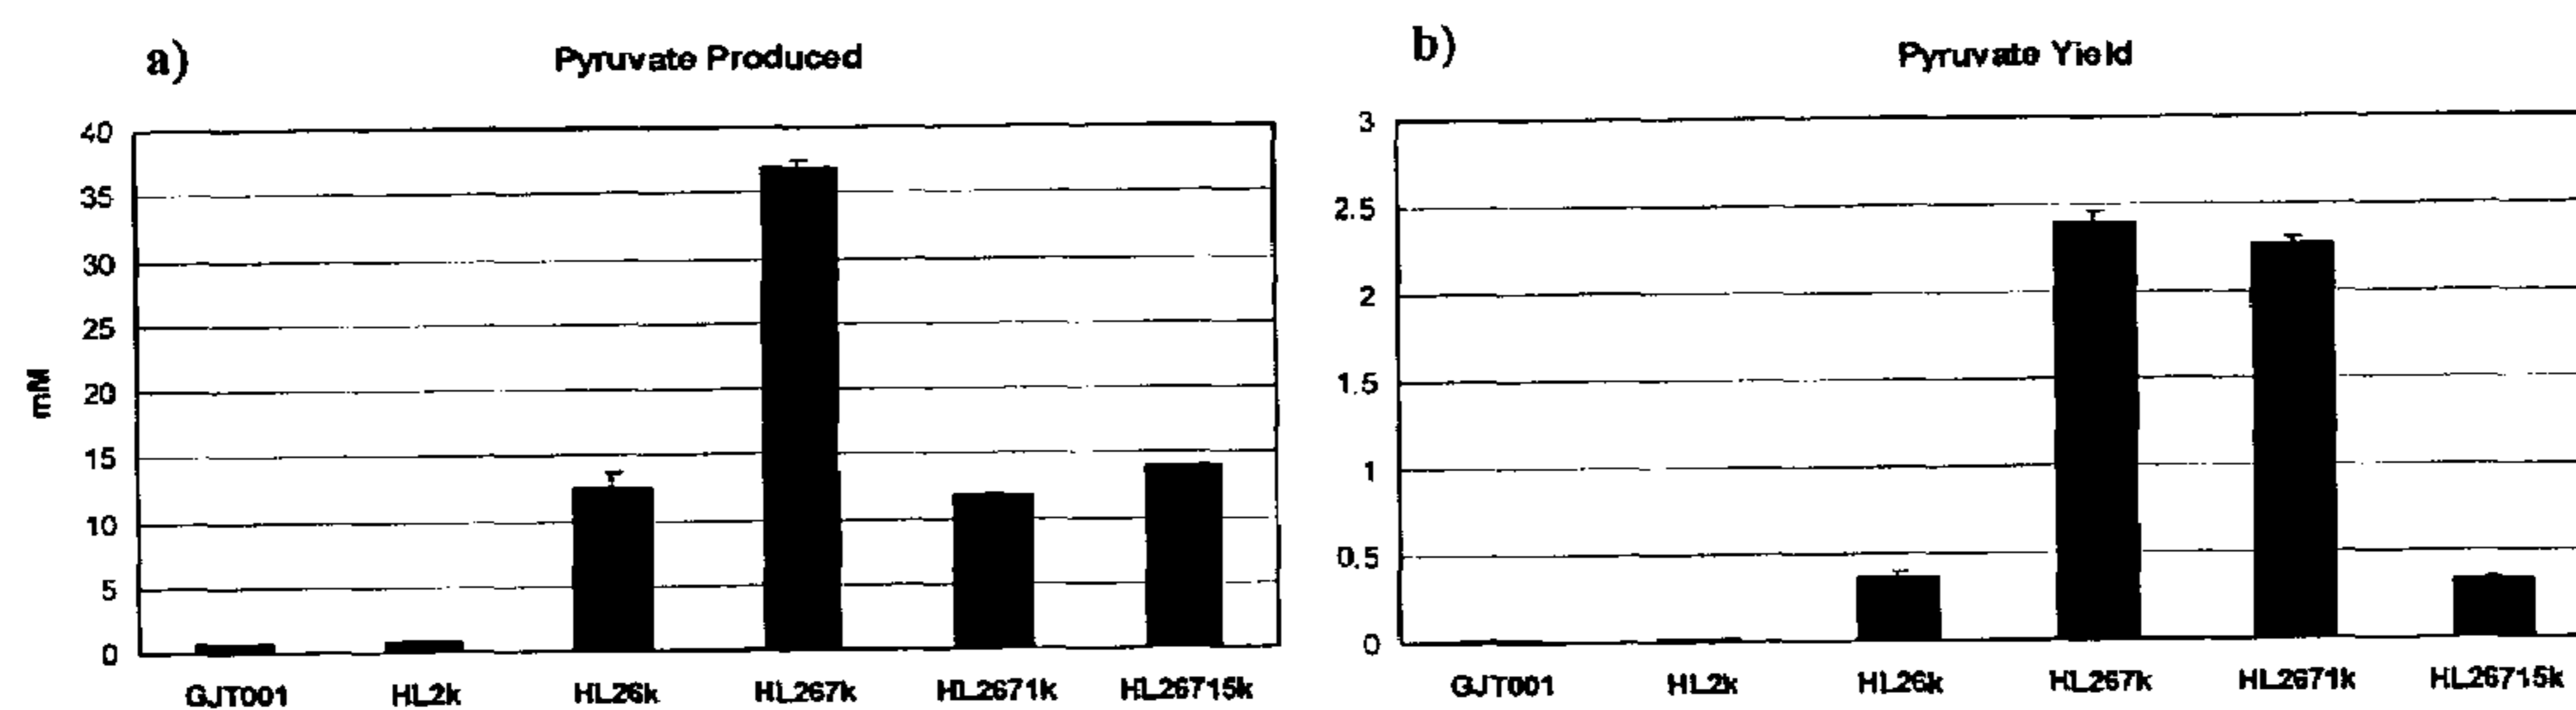 a)
Pyruvate Produced
40
35
30
25
20
15
10
5
0
mM
GJT001 HL2k HL26k HL267k HL2671k HL26715k
b)
Pyruvate Yield
3
2.5
2
1.5
1
0.5
0
GJT001 HL2k HL26k HL267k HL2671k HL26715k